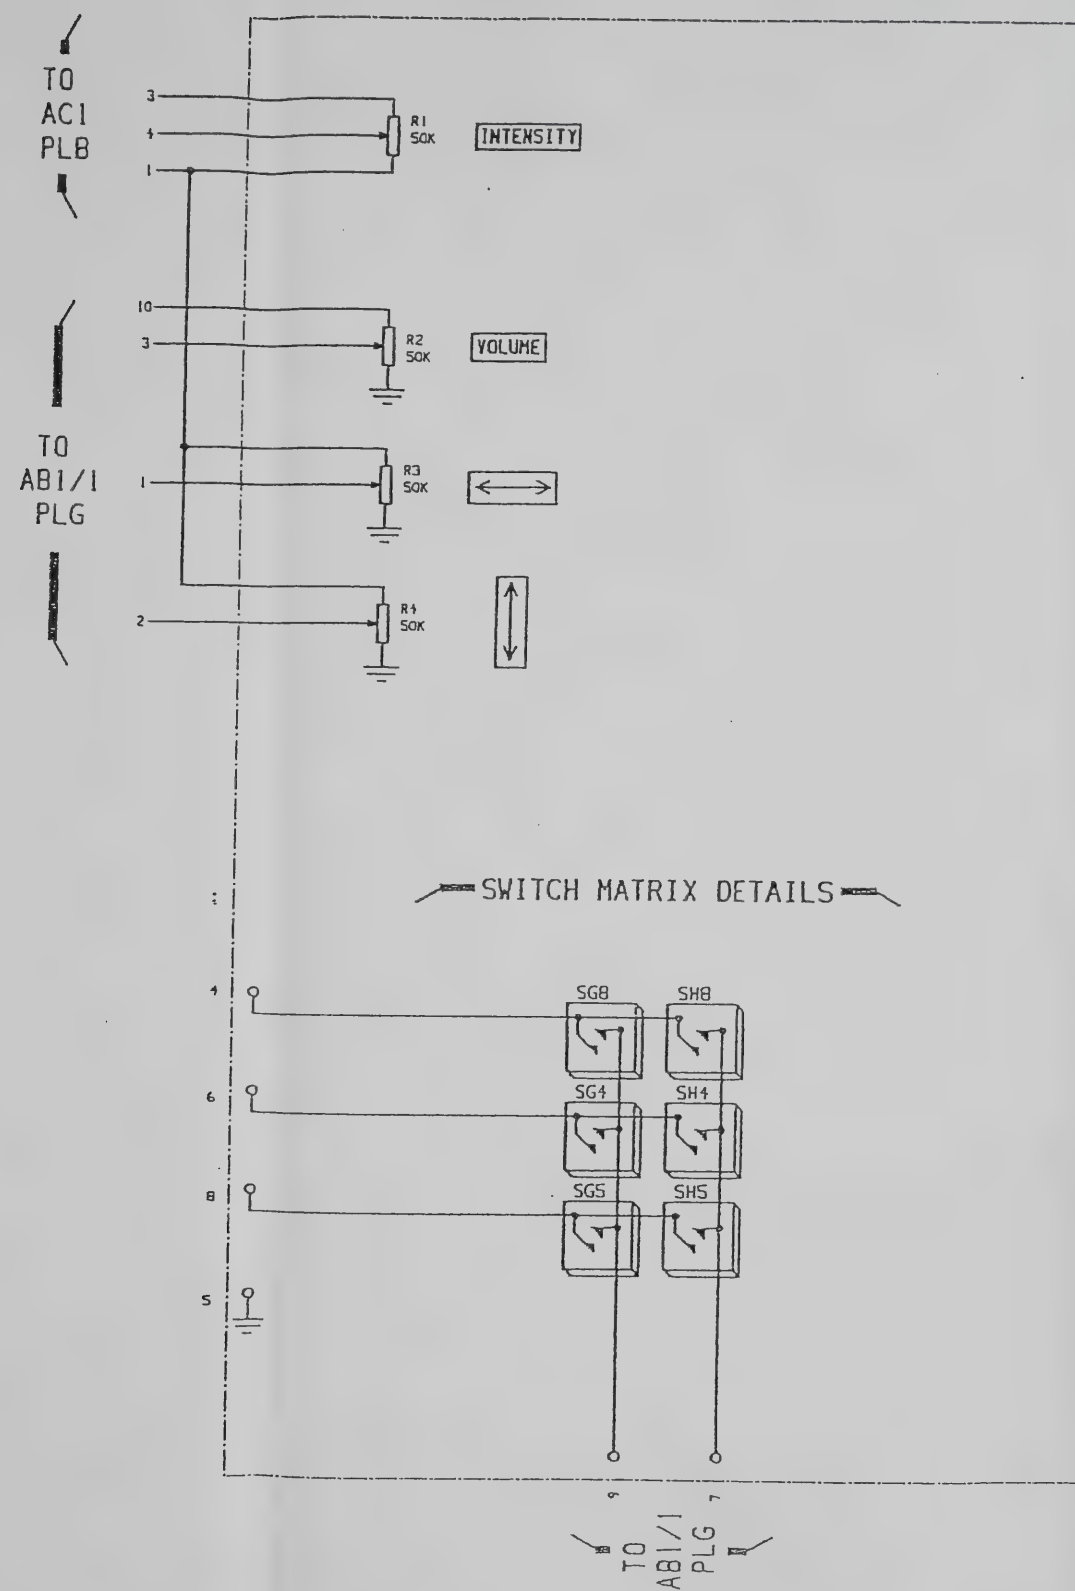 TO
AC1
PLB
3
4
1
R1
50K
INTENSITY
10
3
R2
50K
VOLUME
TO
AB1/1
PLG
1
R3
50K
2
R4
50K
SWITCH MATRIX DETAILS
4
SG8 SH8
6
SG4 SH4
8
SG5 SH5
5
9 7
TO
AB1/1
PLG